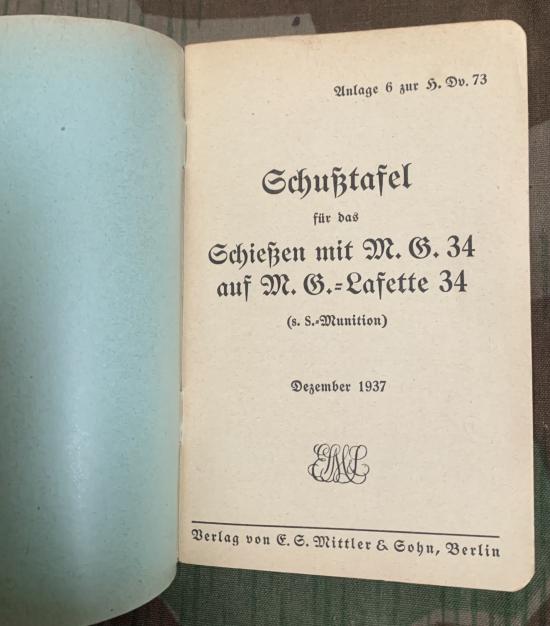 Anlage 6 zur H. Dv. 73
Schußtafel
für das
Schießen mit M. G. 34
auf M. G.-Lafette 34
(s. S.-Munition)
Dezember 1937
Verlag von E. S. Mittler & Sohn, Berlin